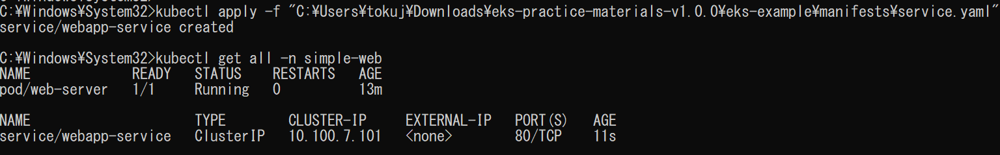 C:¥Windows¥System32>kubectl apply -f "C:¥Users¥tokuj¥Downloads¥eks-practice-materials-v1.0.0¥eks-example¥manifests¥service.yaml"
service/webapp-service created
C:¥Windows¥System32>kubectl get all -n simple-web
NAME READY STATUS RESTARTS AGE
pod/web-server 1/1 Running 0 13m
NAME TYPE CLUSTER-IP EXTERNAL-IP PORT(S) AGE
service/webapp-service ClusterIP 10.100.7.101 <none> 80/TCP 11s